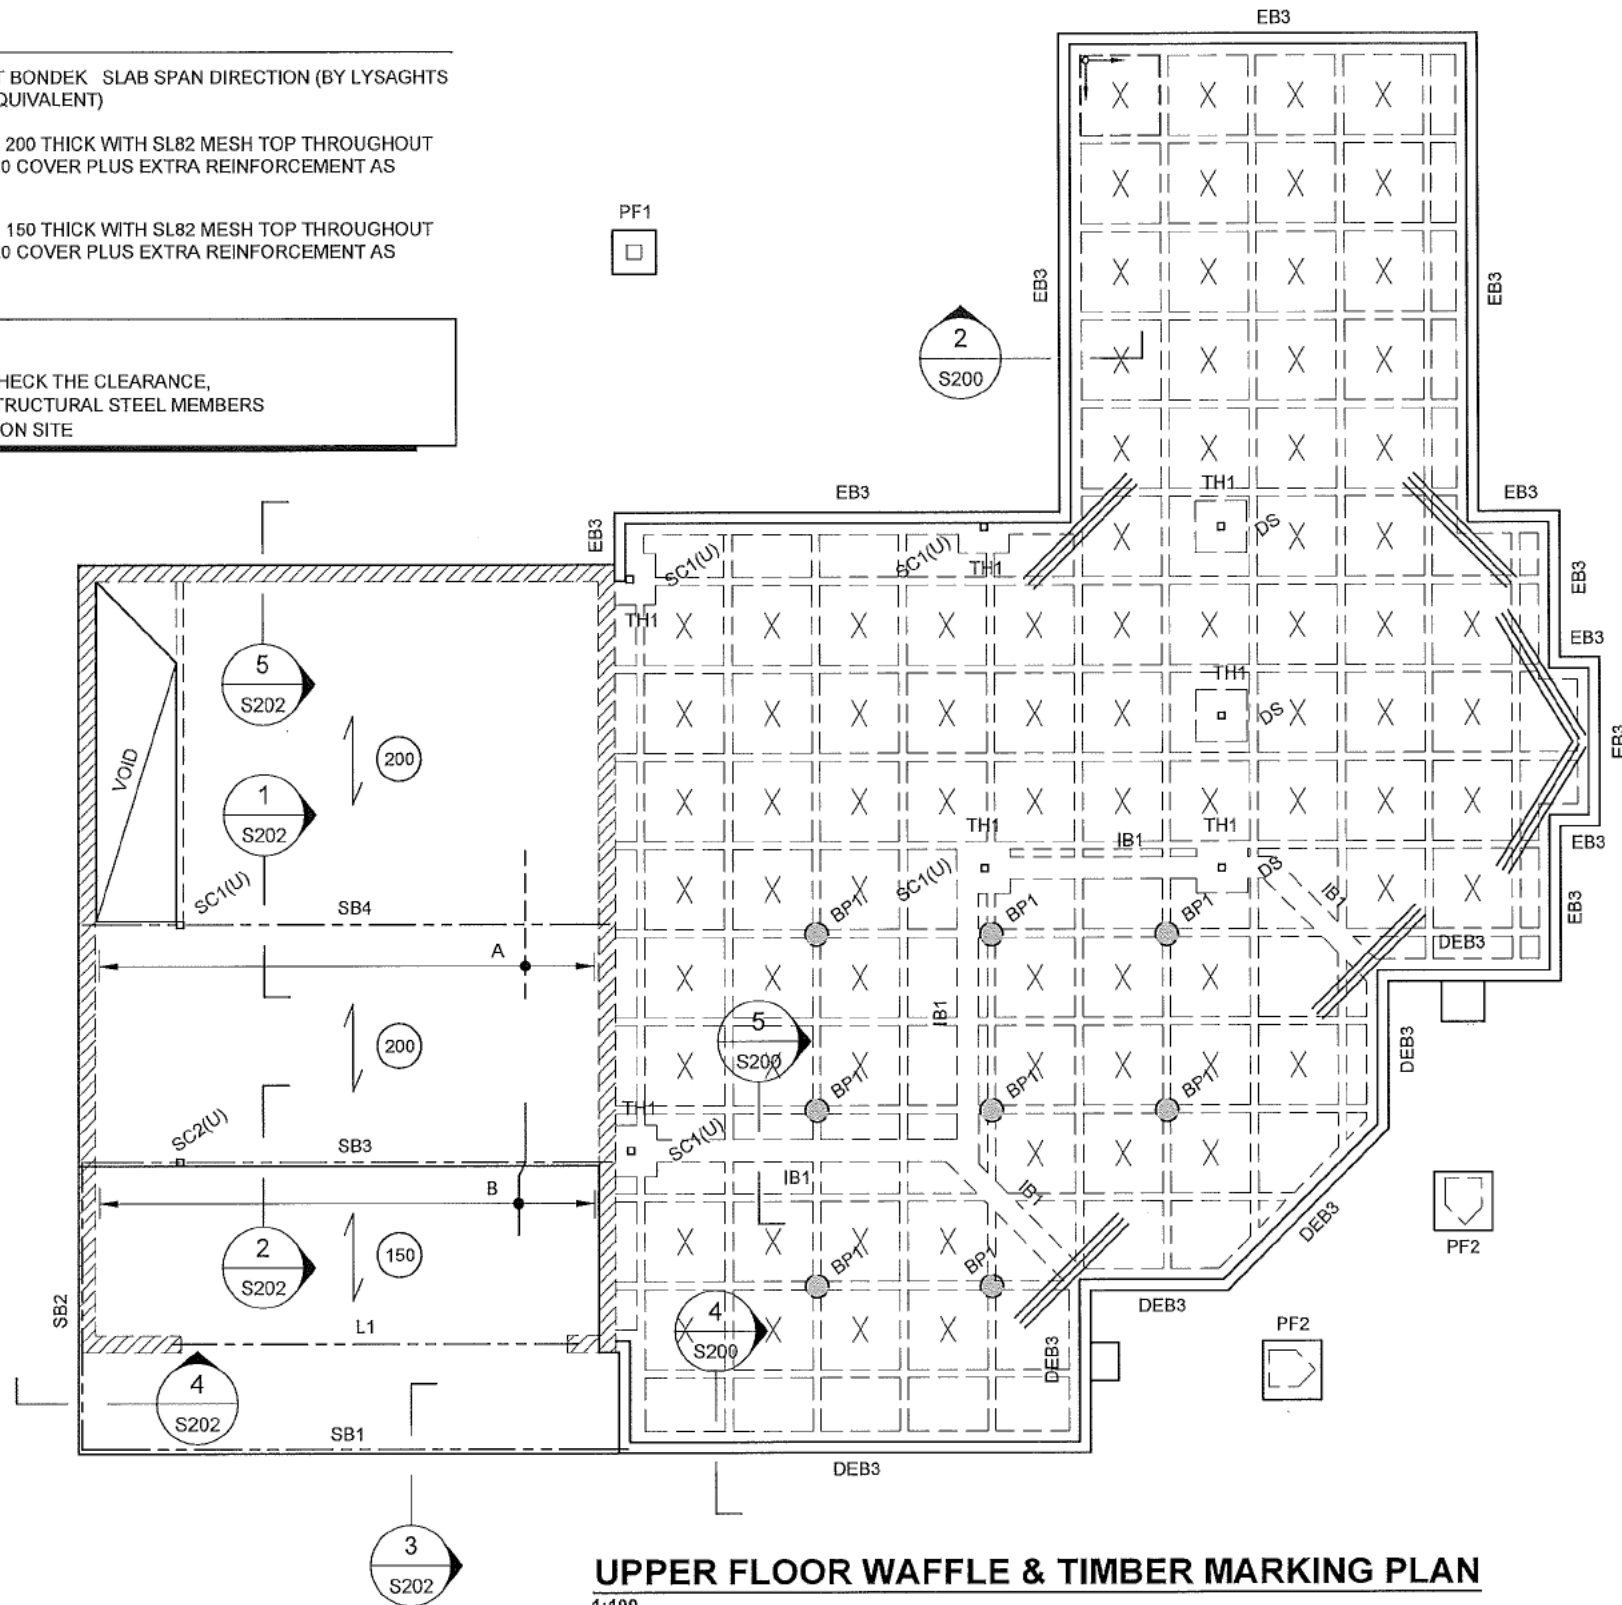 EB3
T BONDEK SLAB SPAN DIRECTION (BY LYSAGHTS
QUIVALENT)
200 THICK WITH SL82 MESH TOP THROUGHOUT
0 COVER PLUS EXTRA REINFORCEMENT AS
150 THICK WITH SL82 MESH TOP THROUGHOUT
0 COVER PLUS EXTRA REINFORCEMENT AS
HECK THE CLEARANCE,
TRUCTURAL STEEL MEMBERS
ON SITE
PF1
EB3
EB3
2
S200
EB3
TH1
EB3
EB3
DS
SC1(U)
SC1(U)
TH1
EB3
TH1
EB3
5
S202
TH1
DS
200
VOID
EB3
1
S202
TH1
IB1
TH1
EB3
SC1(U)
SC1(U)
DS
IB1
EB3
SB4
BP1
BP1
BP1
A
DEB3
IB1
5
S200
200
DEB3
BP1
BP1
BP1
TH1
SC2(U)
SC1(U)
SB3
IB1
B
IB1
DEB3
PF2
2
S202
150
BP1
BP1
SB2
DEB3
L1
4
S200
DEB3
PF2
4
S202
SB1
DEB3
3
S202
UPPER FLOOR WAFFLE & TIMBER MARKING PLAN
1:100